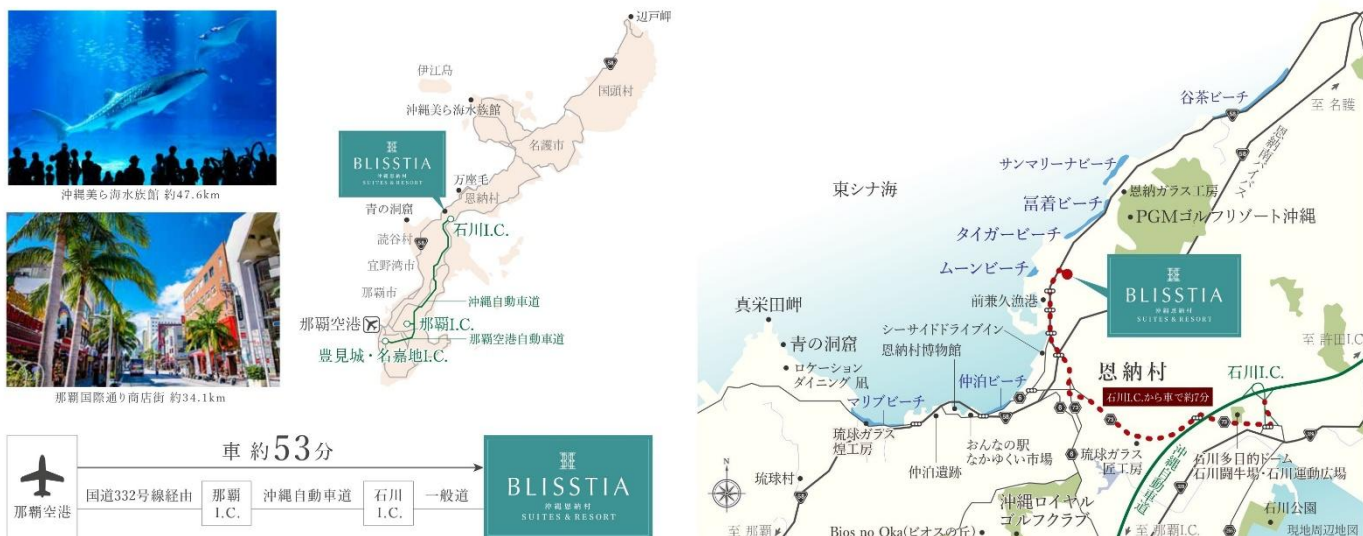 沖縄美ら海水族館 約47.6km
那覇国際通り商店街 約34.1km
辺戸岬
58
国頭村
伊江島
沖縄美ら海水族館
名護市
BLISSTIA
沖縄恩納村
SUITES & RESORT
万座毛
恩納村
青の洞窟
石川I.C.
読谷村
58
宜野湾市
那覇市
沖縄自動車道
那覇空港
那覇I.C.
那覇空港自動車道
豊見城・名嘉地I.C.
車 約53分
那覇空港
国道332号線経由
那覇
I.C.
沖縄自動車道
石川
I.C.
一般道
BLISSTIA
沖縄恩納村
SUITES & RESORT
谷茶ビーチ
至 名護
58
恩納南バイパス
サンマリーナビーチ
東シナ海
恩納ガラス工房
冨着ビーチ
PGMゴルフリゾート沖縄
タイガービーチ
ムーンビーチ
BLISSTIA
沖縄恩納村
SUITES & RESORT
前兼久漁港
真栄田岬
シーサイドドライブイン
恩納村博物館
青の洞窟
ロケーション
ダイニング 凪
至 許田I.C.
恩納村
石川I.C.
仲泊ビーチ
石川I.C.から車で約7分
マリブビーチ
6
73
琉球ガラス
煌工房
おんなの駅
なかゆくい市場
仲泊遺跡
琉球ガラス
匠工房
石川多目的ドーム
石川闘牛場・石川運動広場
N
琉球村
沖縄自動車道
沖縄ロイヤル
ゴルフクラブ
石川公園
至 那覇
Bios no Oka(ビオスの丘)
至 那覇I.C.
現地周辺地図